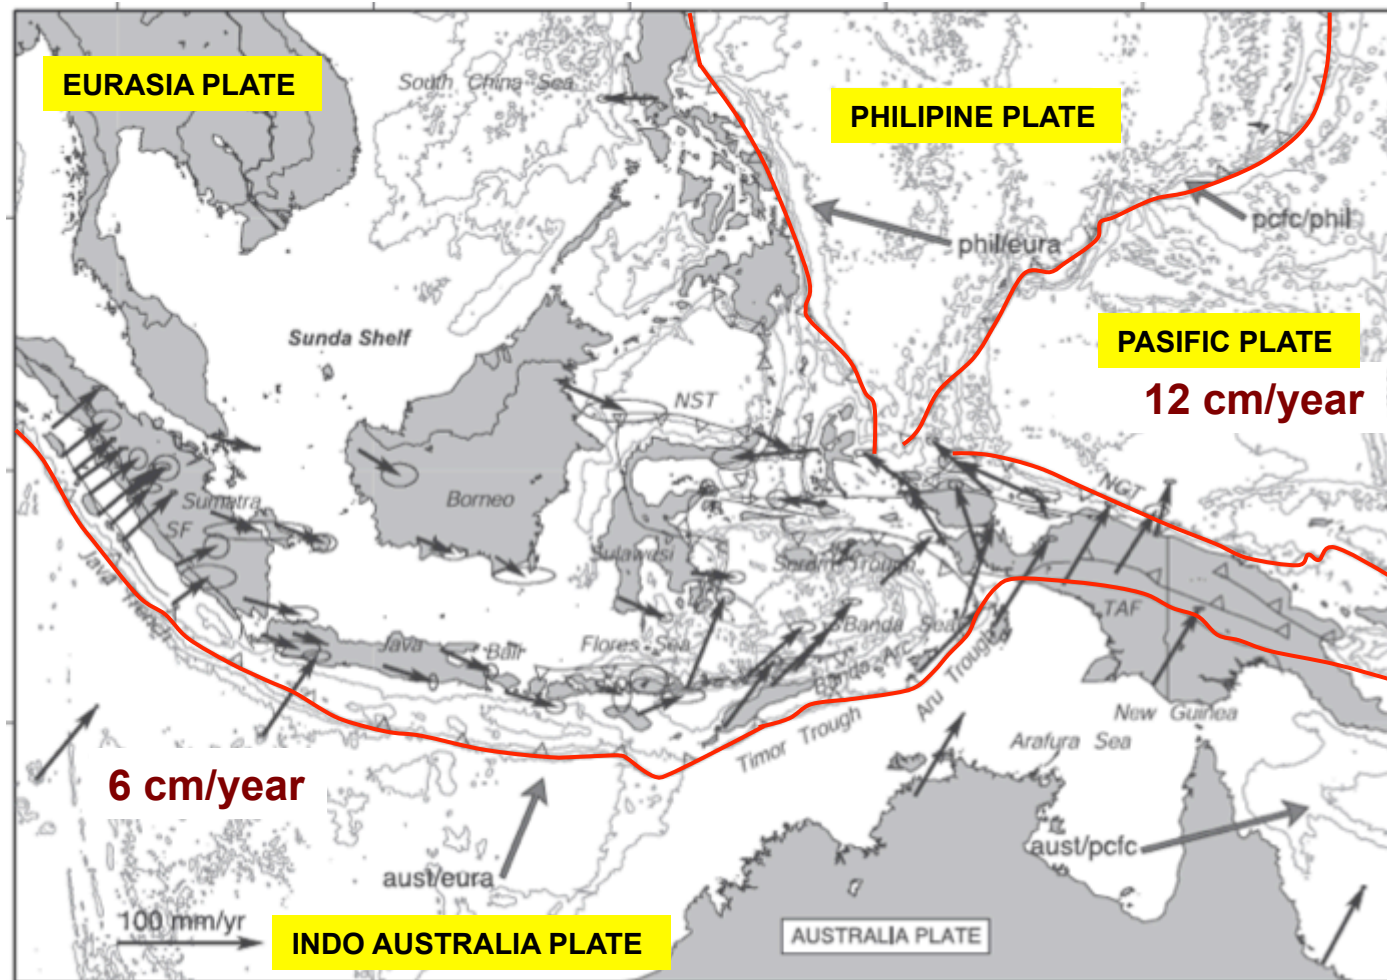 EURASIA PLATE
South China Sea
PHILIPINE PLATE
pcfc/phil
phil/eura
Sunda Shelf
PASIFIC PLATE
12 cm/year
NST
NGT
Borneo
Sumatra
SF
Sulawesi
Seram Trough
Java Trench
TAF
Banda Sea
Java
Bali
Flores Sea
Banda Arc
Aru Trough
New Guinea
Timor Trough
Arafura Sea
6 cm/year
aust/pcfc
aust/eura
100 mm/yr
INDO AUSTRALIA PLATE
AUSTRALIA PLATE